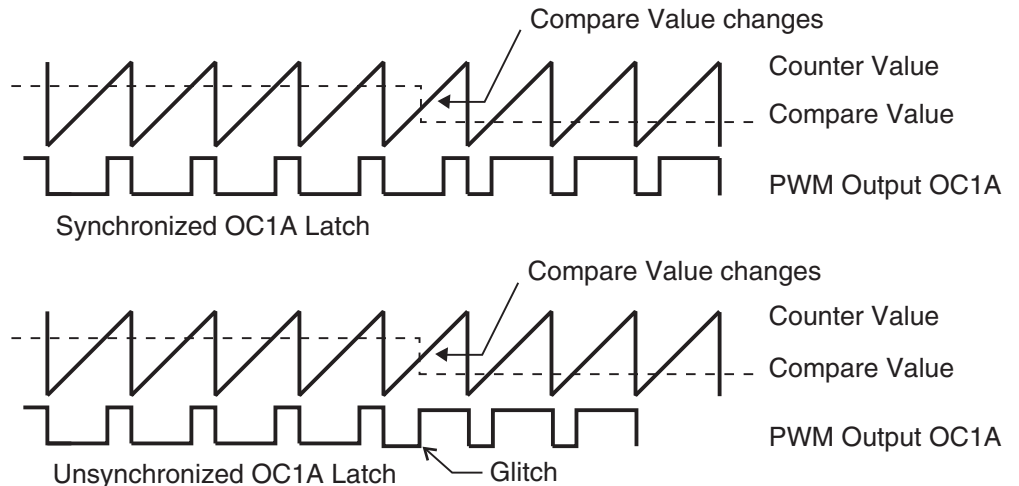 Compare Value changes
Counter Value
Compare Value
PWM Output OC1A
Synchronized OC1A Latch
Compare Value changes
Counter Value
Compare Value
PWM Output OC1A
Unsynchronized OC1A Latch
Glitch